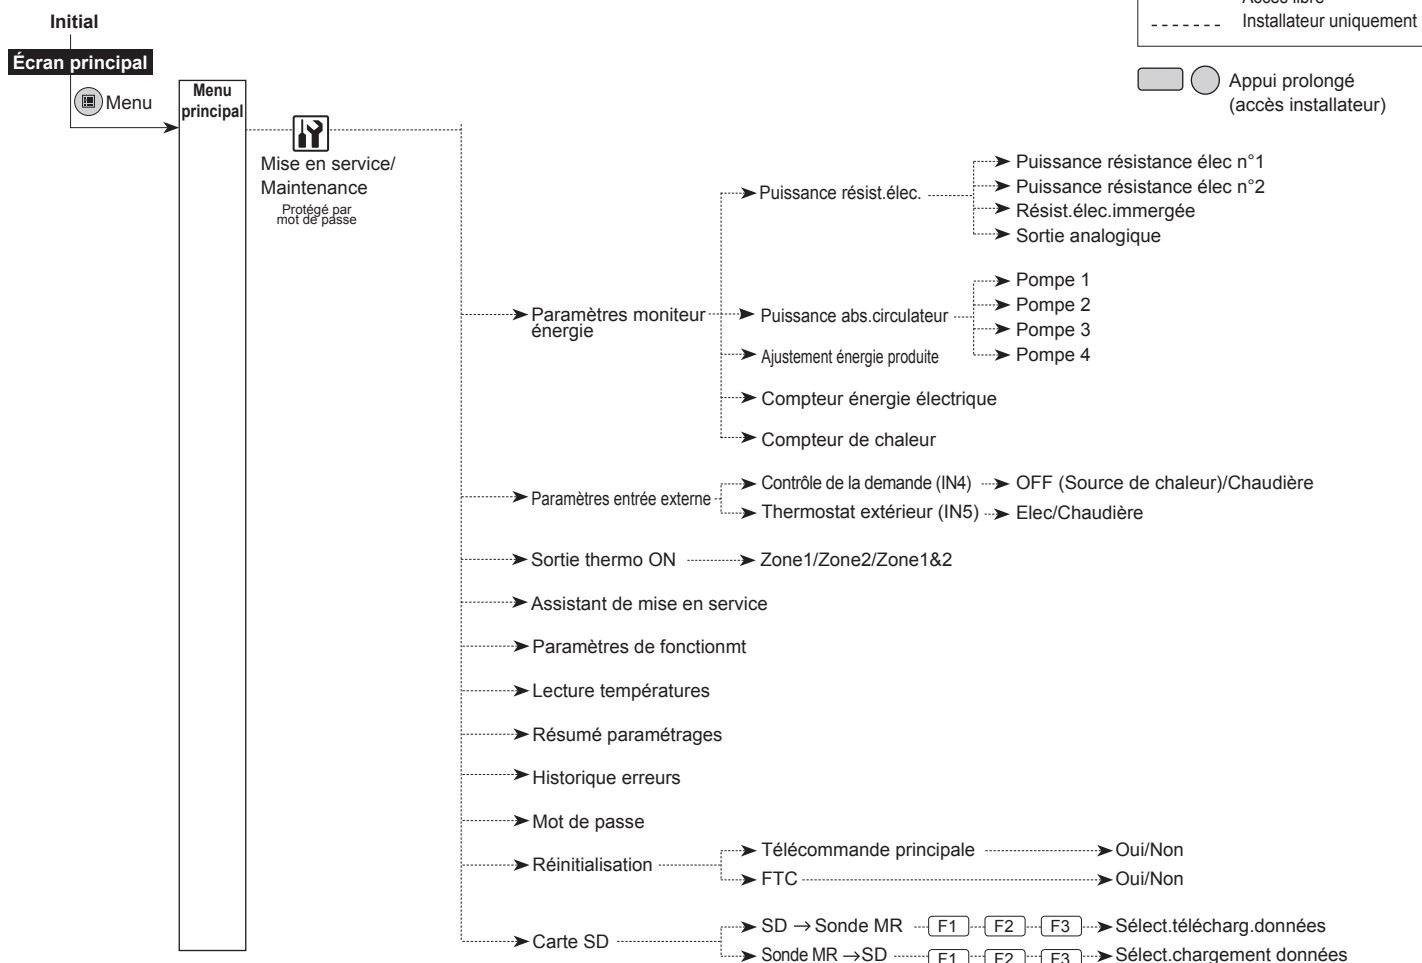 Accès libre
Installateur uniquement
Initial
Écran principal
Menu
Menu
principal
Appui prolongé
(accès installateur)
Mise en service/
Maintenance
Protégé par
mot de passe
Puissance résist.élec.
Puissance résistance élec n°1
Puissance résistance élec n°2
Résist.élec.immergée
Sortie analogique
Paramètres moniteur
énergie
Puissance abs.circulateur
Pompe 1
Pompe 2
Pompe 3
Pompe 4
Ajustement énergie produite
Compteur énergie électrique
Compteur de chaleur
Paramètres entrée externe
Contrôle de la demande (IN4) OFF (Source de chaleur)/Chaudière
Thermostat extérieur (IN5) Elec/Chaudière
Sortie thermo ON Zone1/Zone2/Zone1&2
Assistant de mise en service
Paramètres de fonctionmt
Lecture températures
Résumé paramétrages
Historique erreurs
Mot de passe
Réinitialisation
Télécommande principale Oui/Non
FTC Oui/Non
Carte SD
SD → Sonde MR F1 F2 F3 Sélect.télécharg.données
Sonde MR → SD F1 F2 F3 Sélect.chargement données